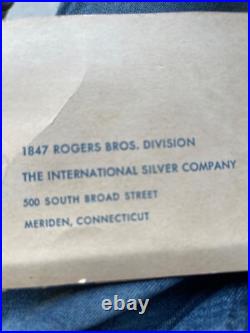 1847 ROGERS BROS. DIVISION
THE INTERNATIONAL SILVER COMPANY
500 SOUTH BROAD STREET
MERIDEN, CONNECTICUT